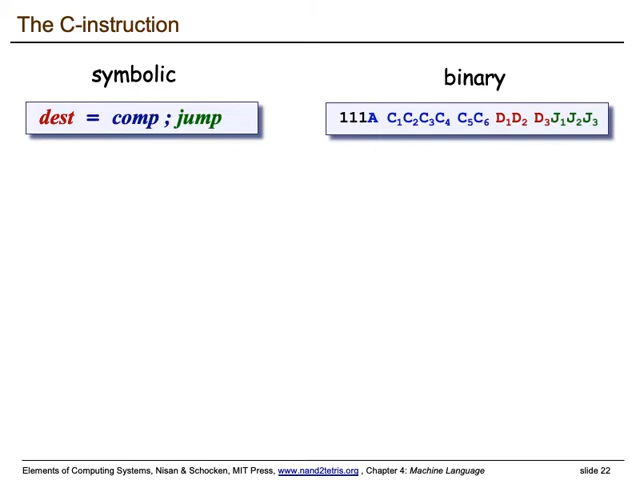 The C-instruction
symbolic
binary
dest = comp ; jump
111A C₁C₂C₃C₄ C₅C₆ D₁D₂ D₃J₁J₂J₃
Elements of Computing Systems, Nisan & Schocken, MIT Press, www.nand2tetris.org , Chapter 4: Machine Language
slide 22